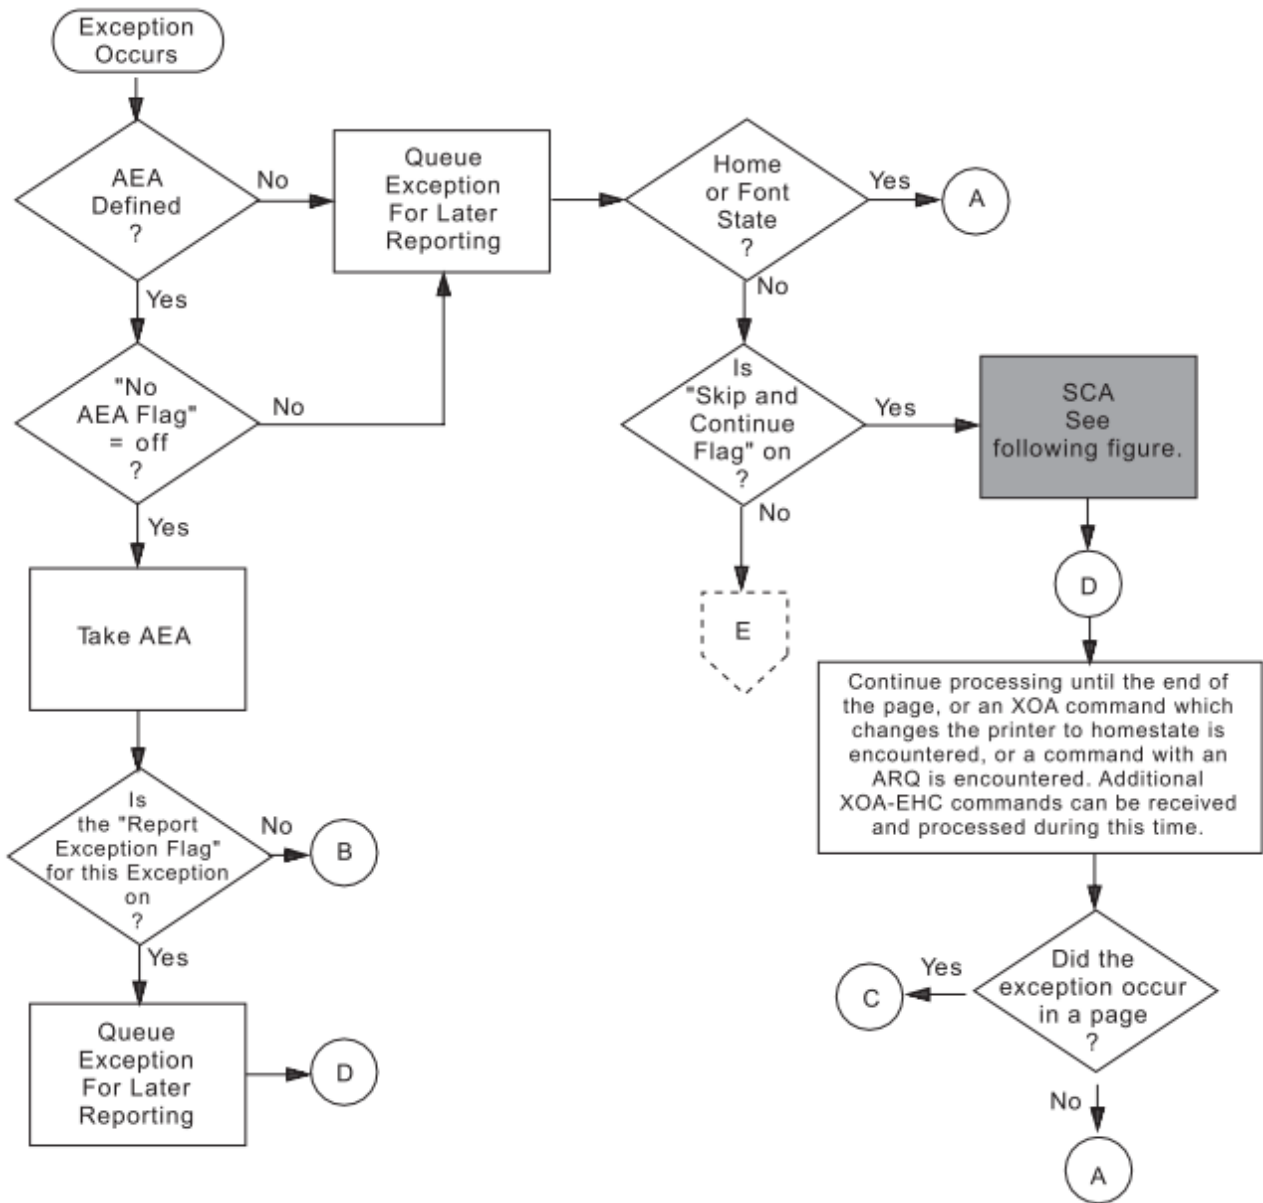 Exception
Occurs
AEA
Defined
?
No
Yes
Queue
Exception
For Later
Reporting
Home
or Font
State
?
Yes
A
No
"No
AEA Flag"
= off
?
No
Yes
Is
"Skip and
Continue
Flag" on
?
Yes
No
SCA
See
following figure.
D
E
Take AEA
Continue processing until the end of
the page, or an XOA command which
changes the printer to homestate is
encountered, or a command with an
ARQ is encountered. Additional
XOA-EHC commands can be received
and processed during this time.
Is
the "Report
Exception Flag"
for this Exception
on
?
No
B
Yes
Queue
Exception
For Later
Reporting
D
Did the
exception occur
in a page
?
Yes
C
No
A